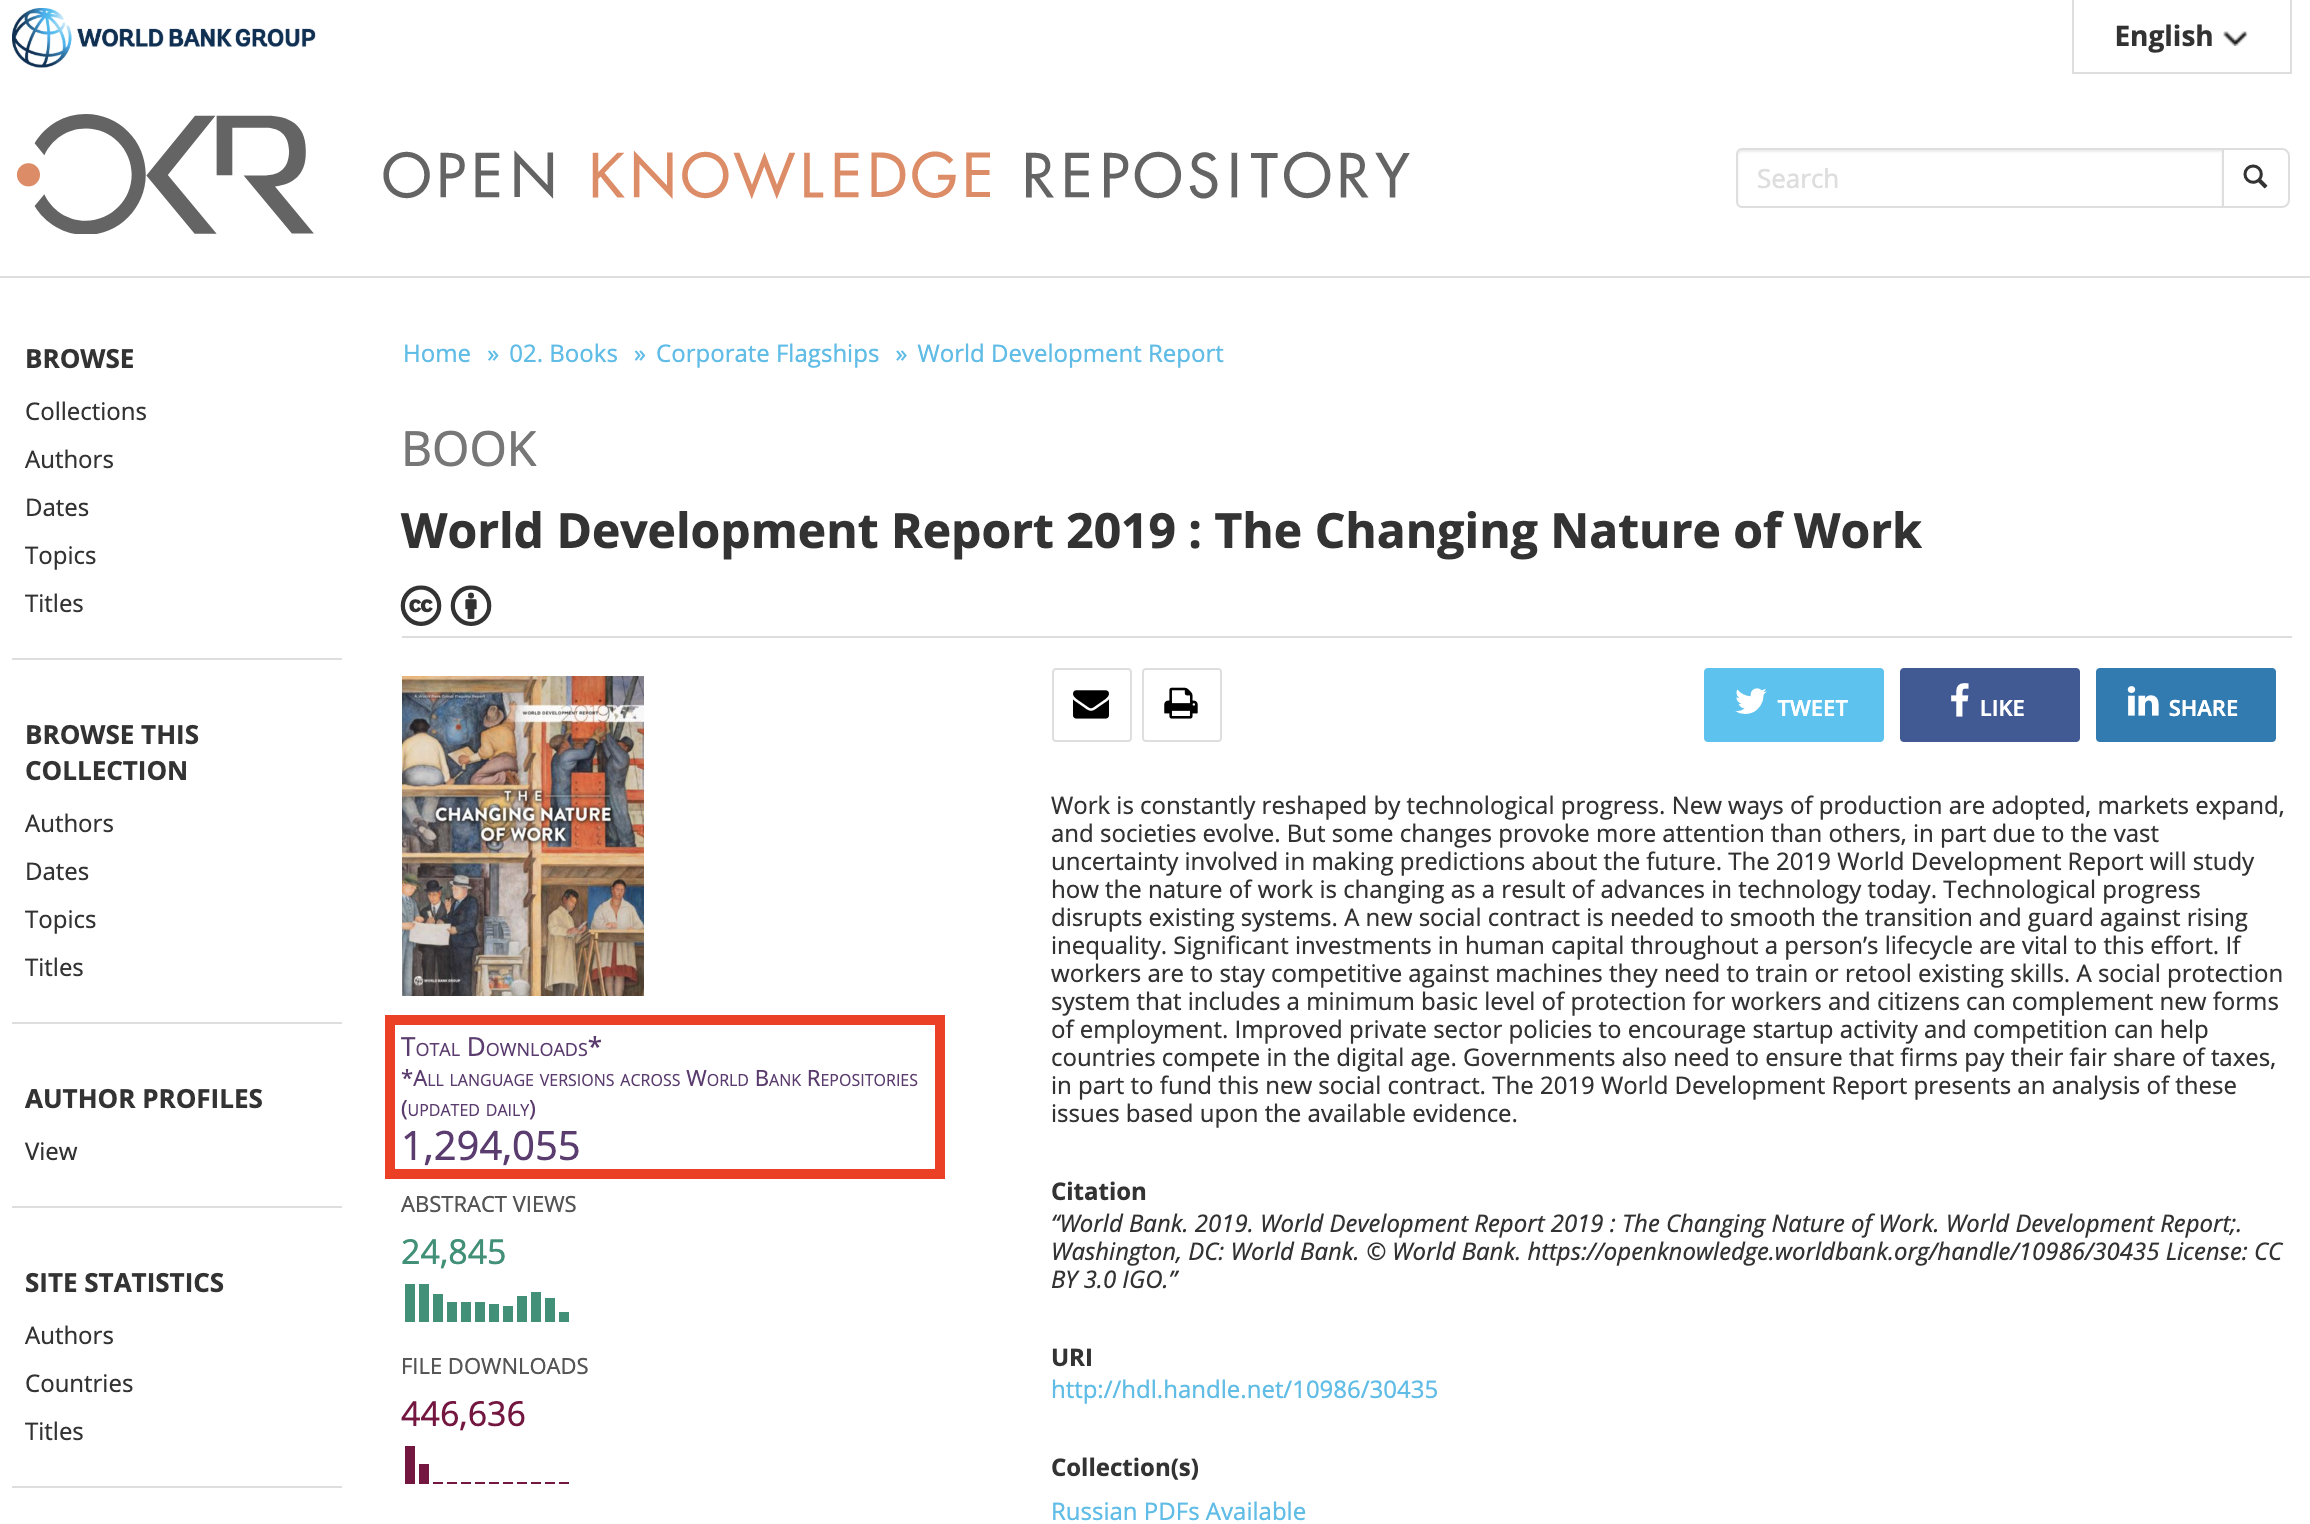 WORLD BANK GROUP
English
OKR
OPEN KNOWLEDGE REPOSITORY
Search
BROWSE
Collections
Authors
Dates
Topics
Titles
BROWSE THIS
COLLECTION
Authors
Dates
Topics
Titles
AUTHOR PROFILES
View
SITE STATISTICS
Authors
Countries
Titles
Home » 02. Books » Corporate Flagships » World Development Report
BOOK
World Development Report 2019 : The Changing Nature of Work
cc
WORLD DEVELOPMENT REPORT 2019
THE
CHANGING NATURE
OF WORK
WORLD BANK GROUP
Total Downloads*
*All language versions across World Bank Repositories
(updated daily)
1,294,055
ABSTRACT VIEWS
24,845
FILE DOWNLOADS
446,636
TWEET
f LIKE
in SHARE
Work is constantly reshaped by technological progress. New ways of production are adopted, markets expand,
and societies evolve. But some changes provoke more attention than others, in part due to the vast
uncertainty involved in making predictions about the future. The 2019 World Development Report will study
how the nature of work is changing as a result of advances in technology today. Technological progress
disrupts existing systems. A new social contract is needed to smooth the transition and guard against rising
inequality. Significant investments in human capital throughout a person’s lifecycle are vital to this effort. If
workers are to stay competitive against machines they need to train or retool existing skills. A social protection
system that includes a minimum basic level of protection for workers and citizens can complement new forms
of employment. Improved private sector policies to encourage startup activity and competition can help
countries compete in the digital age. Governments also need to ensure that firms pay their fair share of taxes,
in part to fund this new social contract. The 2019 World Development Report presents an analysis of these
issues based upon the available evidence.
Citation
“World Bank. 2019. World Development Report 2019 : The Changing Nature of Work. World Development Report;.
Washington, DC: World Bank. © World Bank. https://openknowledge.worldbank.org/handle/10986/30435 License: CC
BY 3.0 IGO.”
URI
http://hdl.handle.net/10986/30435
Collection(s)
Russian PDFs Available